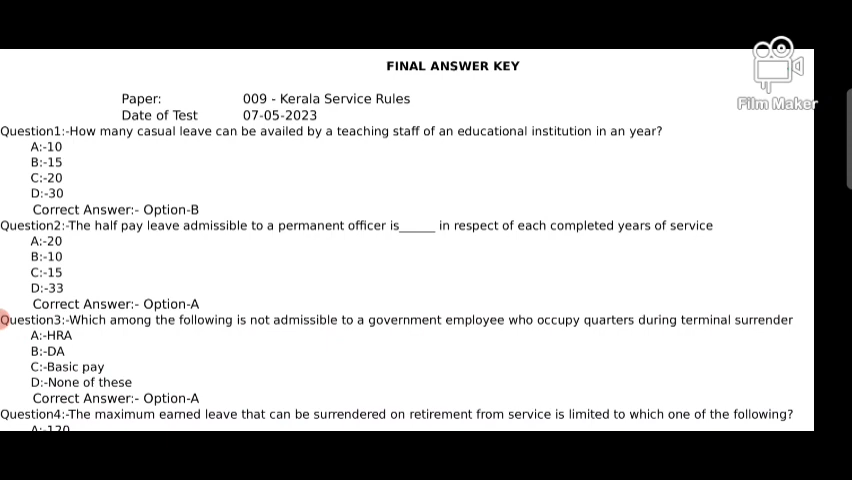 FINAL ANSWER KEY
Film Maker
Paper: 009 - Kerala Service Rules
Date of Test 07-05-2023
Question1:-How many casual leave can be availed by a teaching staff of an educational institution in an year?
A:-10
B:-15
C:-20
D:-30
Correct Answer:- Option-B
Question2:-The half pay leave admissible to a permanent officer is______ in respect of each completed years of service
A:-20
B:-10
C:-15
D:-33
Correct Answer:- Option-A
Question3:-Which among the following is not admissible to a government employee who occupy quarters during terminal surrender
A:-HRA
B:-DA
C:-Basic pay
D:-None of these
Correct Answer:- Option-A
Question4:-The maximum earned leave that can be surrendered on retirement from service is limited to which one of the following?
A:-120